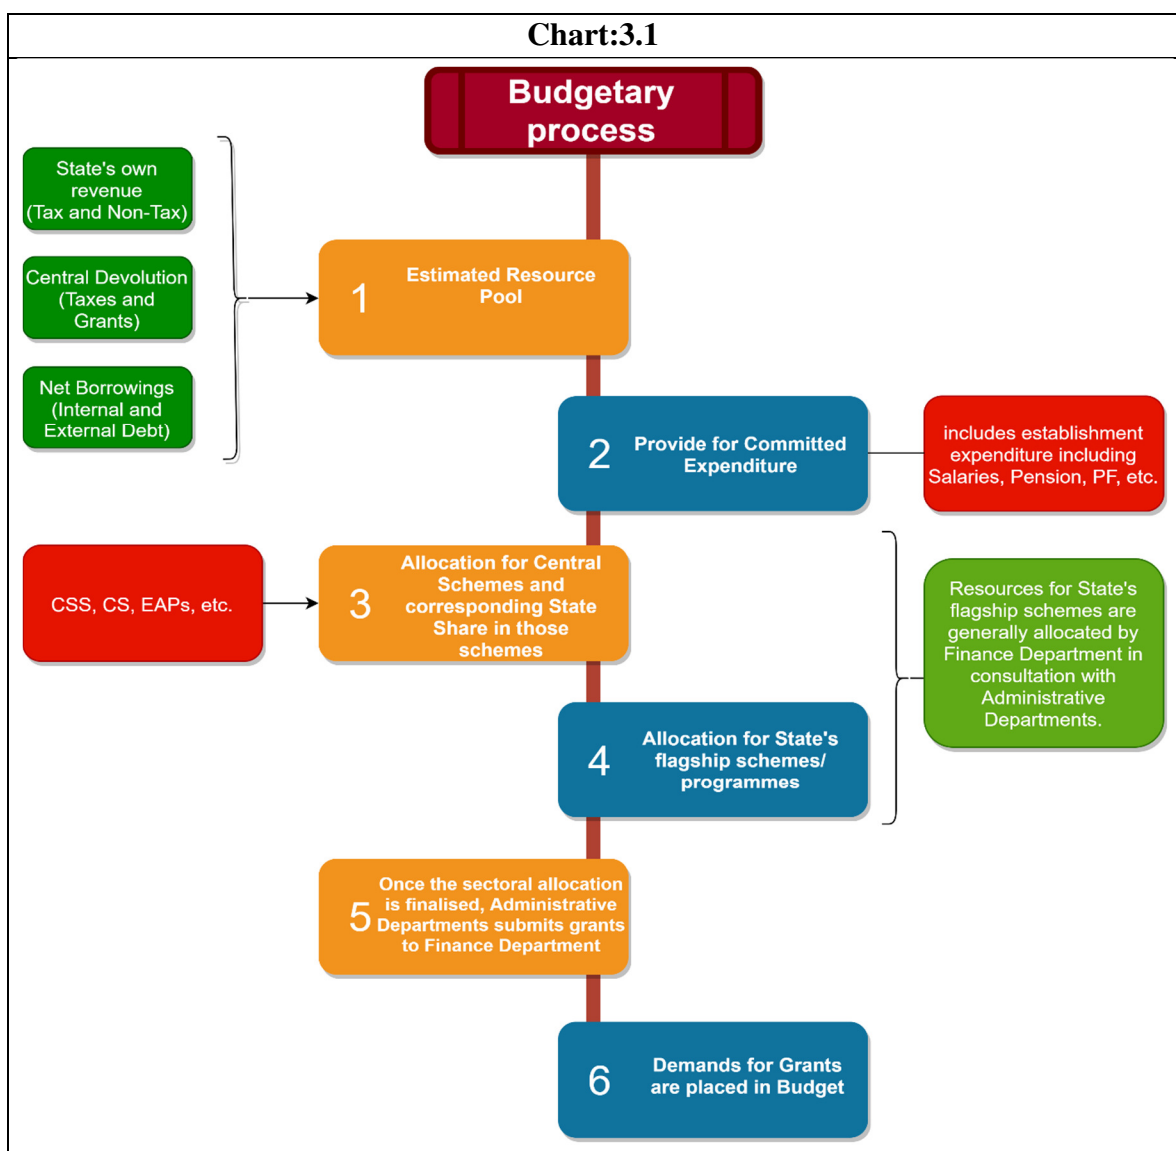 Chart:3.1
Budgetary
process
State's own
revenue
(Tax and Non-Tax)
Central Devolution
(Taxes and
Grants)
Net Borrowings
(Internal and
External Debt)
1
Estimated Resource
Pool
2
Provide for Committed
Expenditure
includes establishment
expenditure including
Salaries, Pension, PF, etc.
CSS, CS, EAPs, etc.
3
Allocation for Central
Schemes and
corresponding State
Share in those
schemes
4
Allocation for State's
flagship schemes/
programmes
Resources for State's
flagship schemes are
generally allocated by
Finance Department in
consultation with
Administrative
Departments.
5
Once the sectoral allocation
is finalised, Administrative
Departments submits grants
to Finance Department
6
Demands for Grants
are placed in Budget